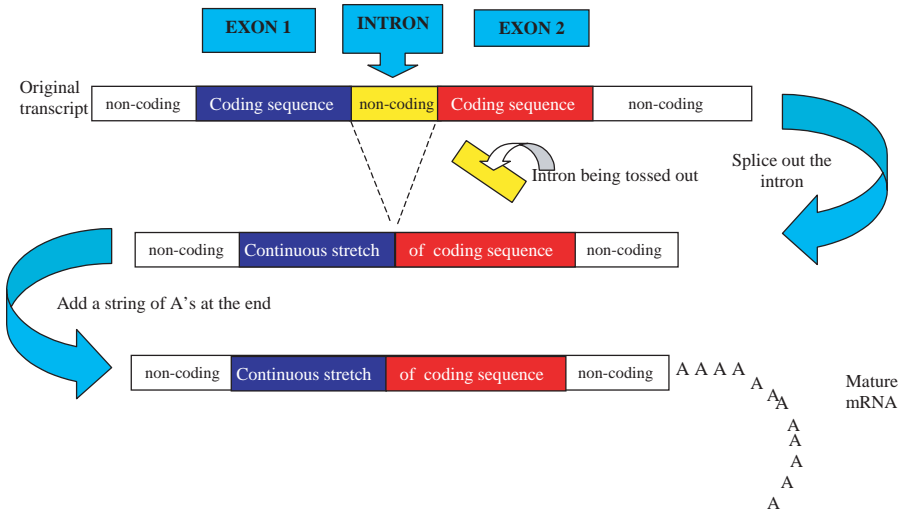 EXON 1
INTRON
EXON 2
Original
transcript
non-coding
Coding sequence
non-coding
Coding sequence
non-coding
Intron being tossed out
Splice out the
intron
non-coding
Continuous stretch
of coding sequence
non-coding
Add a string of A's at the end
non-coding
Continuous stretch
of coding sequence
non-coding
A A A A
A
A
A
A
A
A
A
A
Mature
mRNA